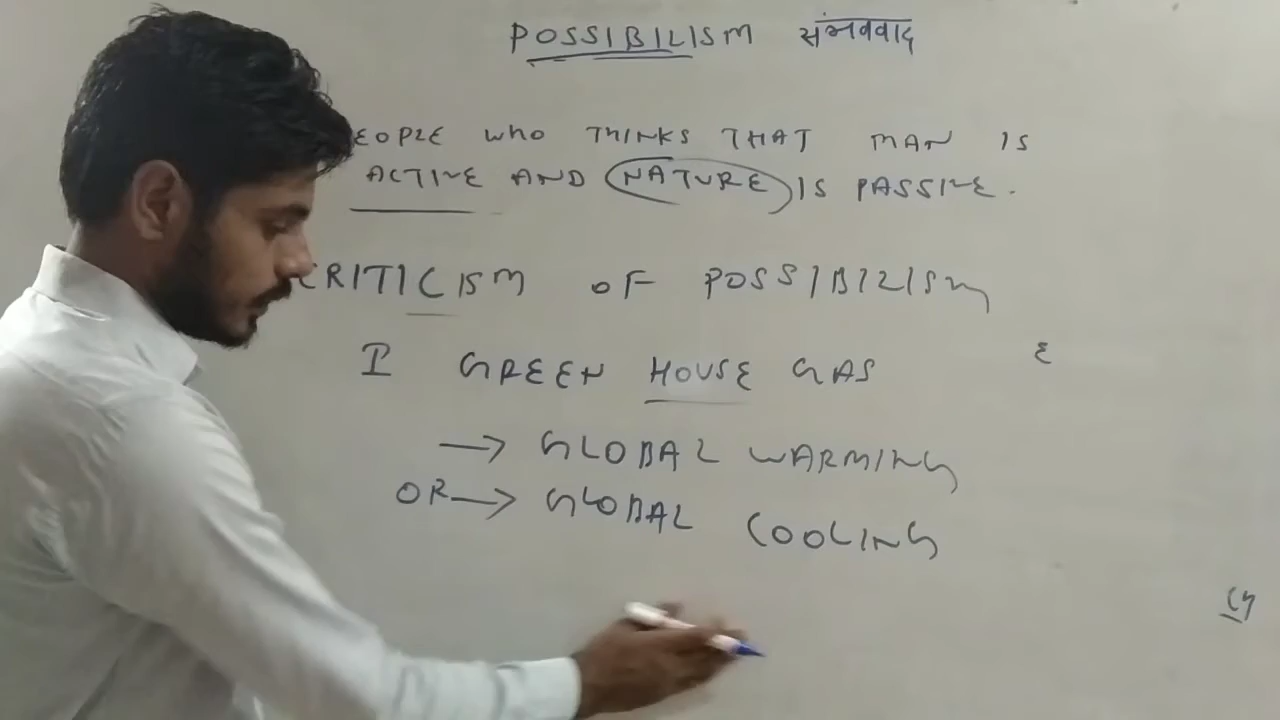 POSSIBILISM संभववाद
EOPLE WHO THINKS THAT MAN IS
ACTIVE AND NATURE IS PASSIVE.
CRITICISM OF POSSIBILISM
I GREEN HOUSE GAS ε
→ GLOBAL WARMING
OR → GLOBAL COOLING